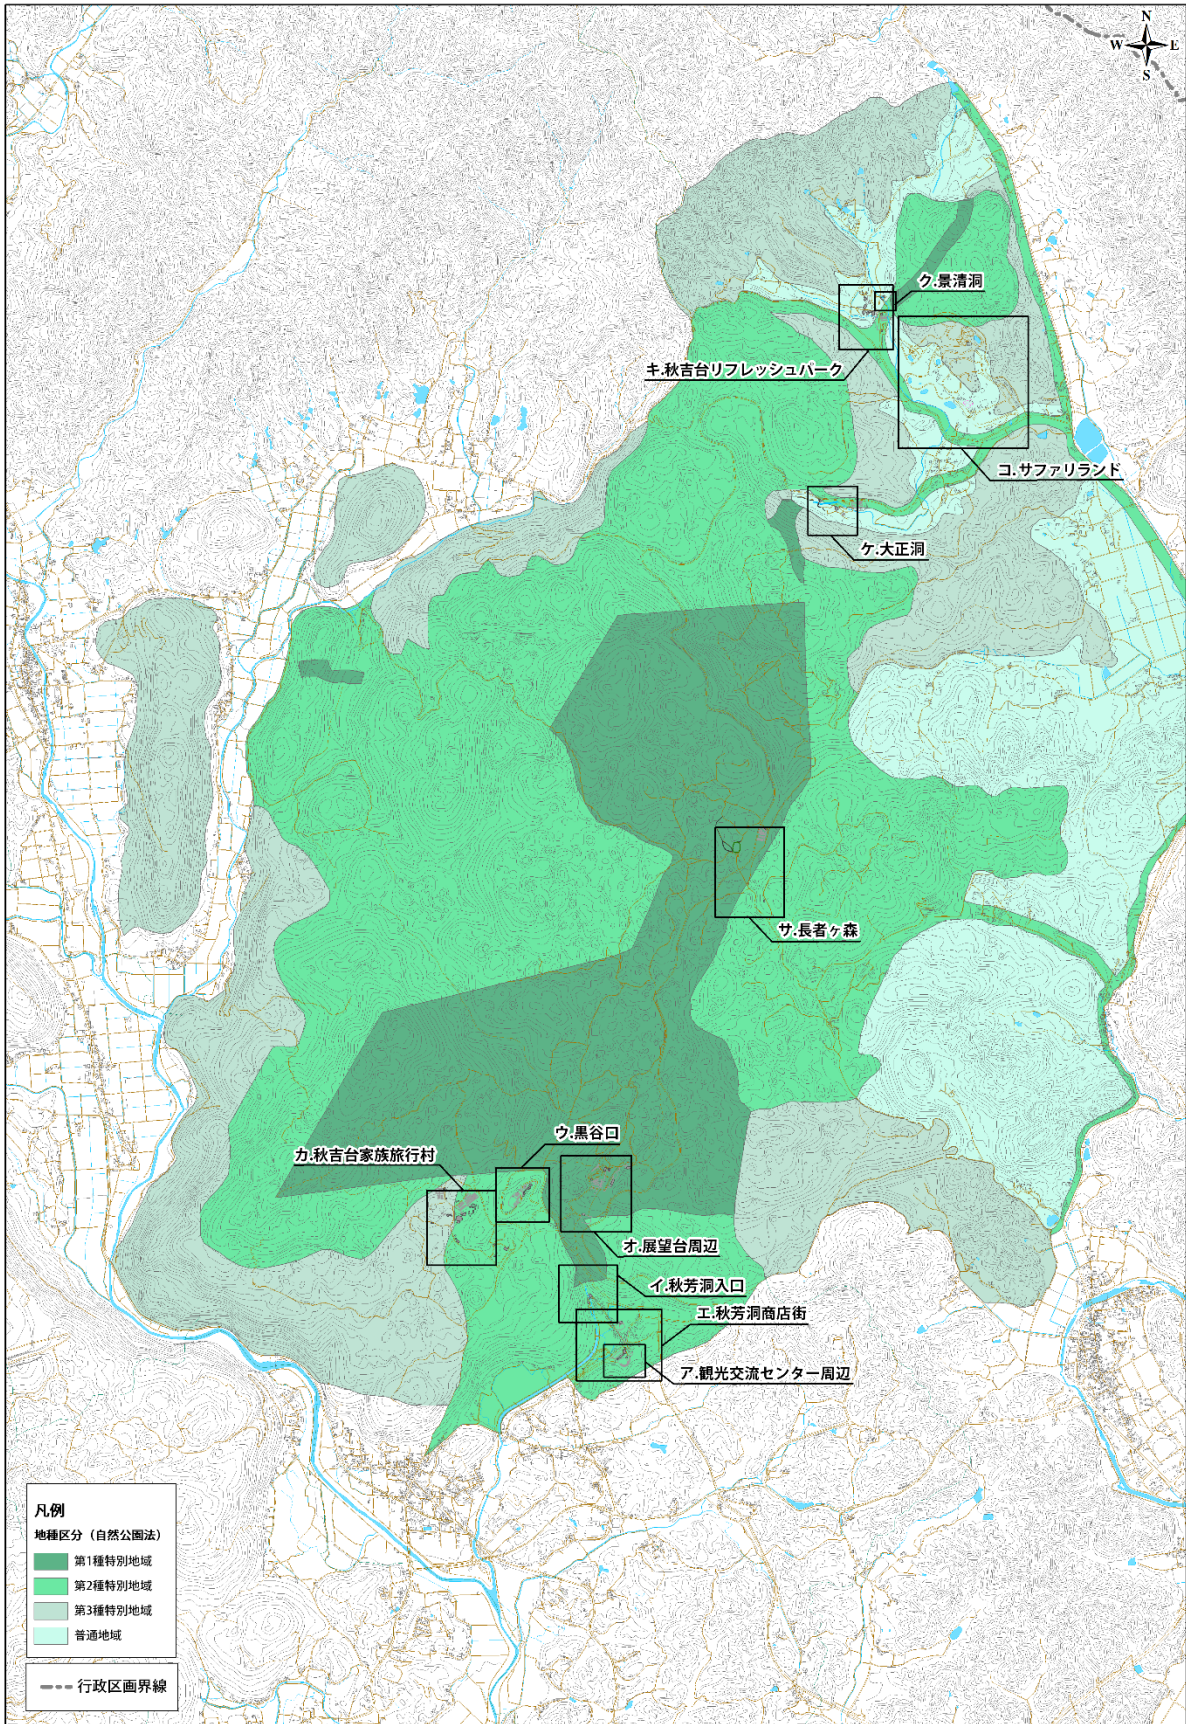 N
W E
S
ク.景清洞
キ.秋吉台リフレッシュパーク
コ.サファリランド
ケ.大正洞
サ.長者ヶ森
ウ.黒谷口
カ.秋吉台家族旅行村
オ.展望台周辺
イ.秋芳洞入口
エ.秋芳洞商店街
ア.観光交流センター周辺
凡例
地種区分（自然公園法）
第1種特別地域
第2種特別地域
第3種特別地域
普通地域
行政区画界線